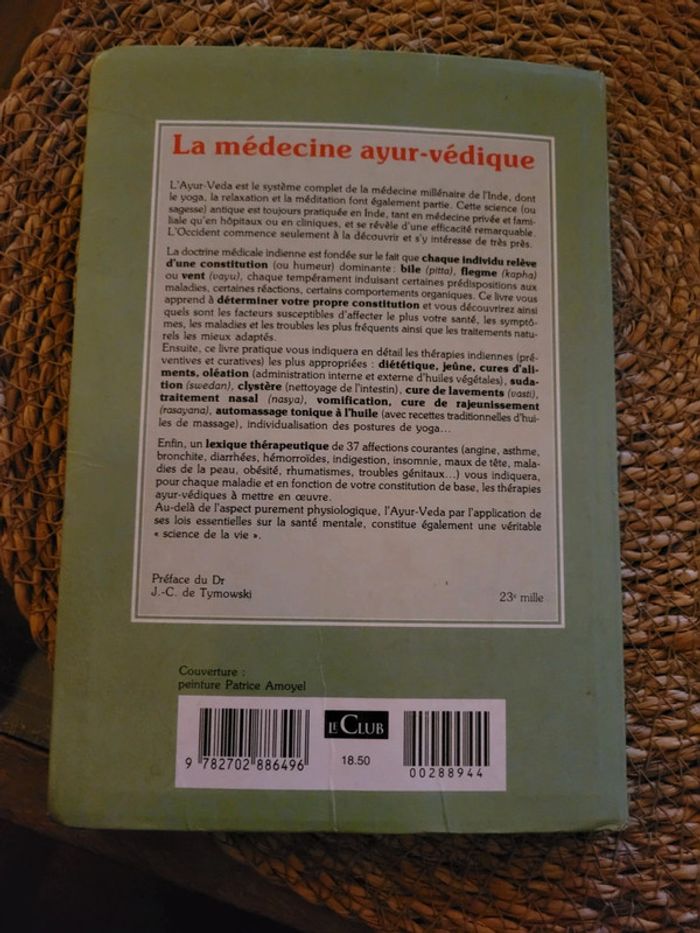 La médecine ayur-védique
L'Ayur-Veda est le système complet de la médecine millénaire de l'Inde, dont
le yoga, la relaxation et la méditation font également partie. Cette science (ou
sagesse) antique est toujours pratiquée en Inde, tant en médecine privée et fami-
liale qu'en hôpitaux ou en cliniques, et se révèle d'une efficacité remarquable.
L'Occident commence seulement à la découvrir et s'y intéresse de très près.
La doctrine médicale indienne est fondée sur le fait que chaque individu relève
d'une constitution (ou humeur) dominante : bile (pitta), flegme (kapha)
ou vent (vayu), chaque tempérament induisant certaines prédispositions aux
maladies, certaines réactions, certains comportements organiques. Ce livre vous
apprend à déterminer votre propre constitution et vous découvrirez ainsi
quels sont les facteurs susceptibles d'affecter le plus votre santé, les symptô-
mes, les maladies et les troubles les plus fréquents ainsi que les traitements natu-
rels les mieux adaptés.
Ensuite, ce livre pratique vous indiquera en détail les thérapies indiennes (pré-
ventives et curatives) les plus appropriées : diététique, jeûne, cures d'ali-
ments, oléation (administration interne et externe d'huiles végétales), suda-
tion (swedan), clystère (nettoyage de l'intestin), cure de lavements (vasti),
traitement nasal (nasya), vomification, cure de rajeunissement
(rasayana), automassage tonique à l'huile (avec recettes traditionnelles d'hui-
les de massage), individualisation des postures de yoga...
Enfin, un lexique thérapeutique de 37 affections courantes (angine, asthme,
bronchite, diarrhées, hémorroïdes, indigestion, insomnie, maux de tête, mala-
dies de la peau, obésité, rhumatismes, troubles génitaux...) vous indiquera,
pour chaque maladie et en fonction de votre constitution de base, les thérapies
ayur-védiques à mettre en œuvre.
Au-delà de l'aspect purement physiologique, l'Ayur-Veda par l'application de
ses lois essentielles sur la santé mentale, constitue également une véritable
« science de la vie ».
Préface du Dr
J.-C. de Tymowski
23e mille
Couverture :
peinture Patrice Amoyel
LE CLUB
9 782702 886496
18.50
00288944